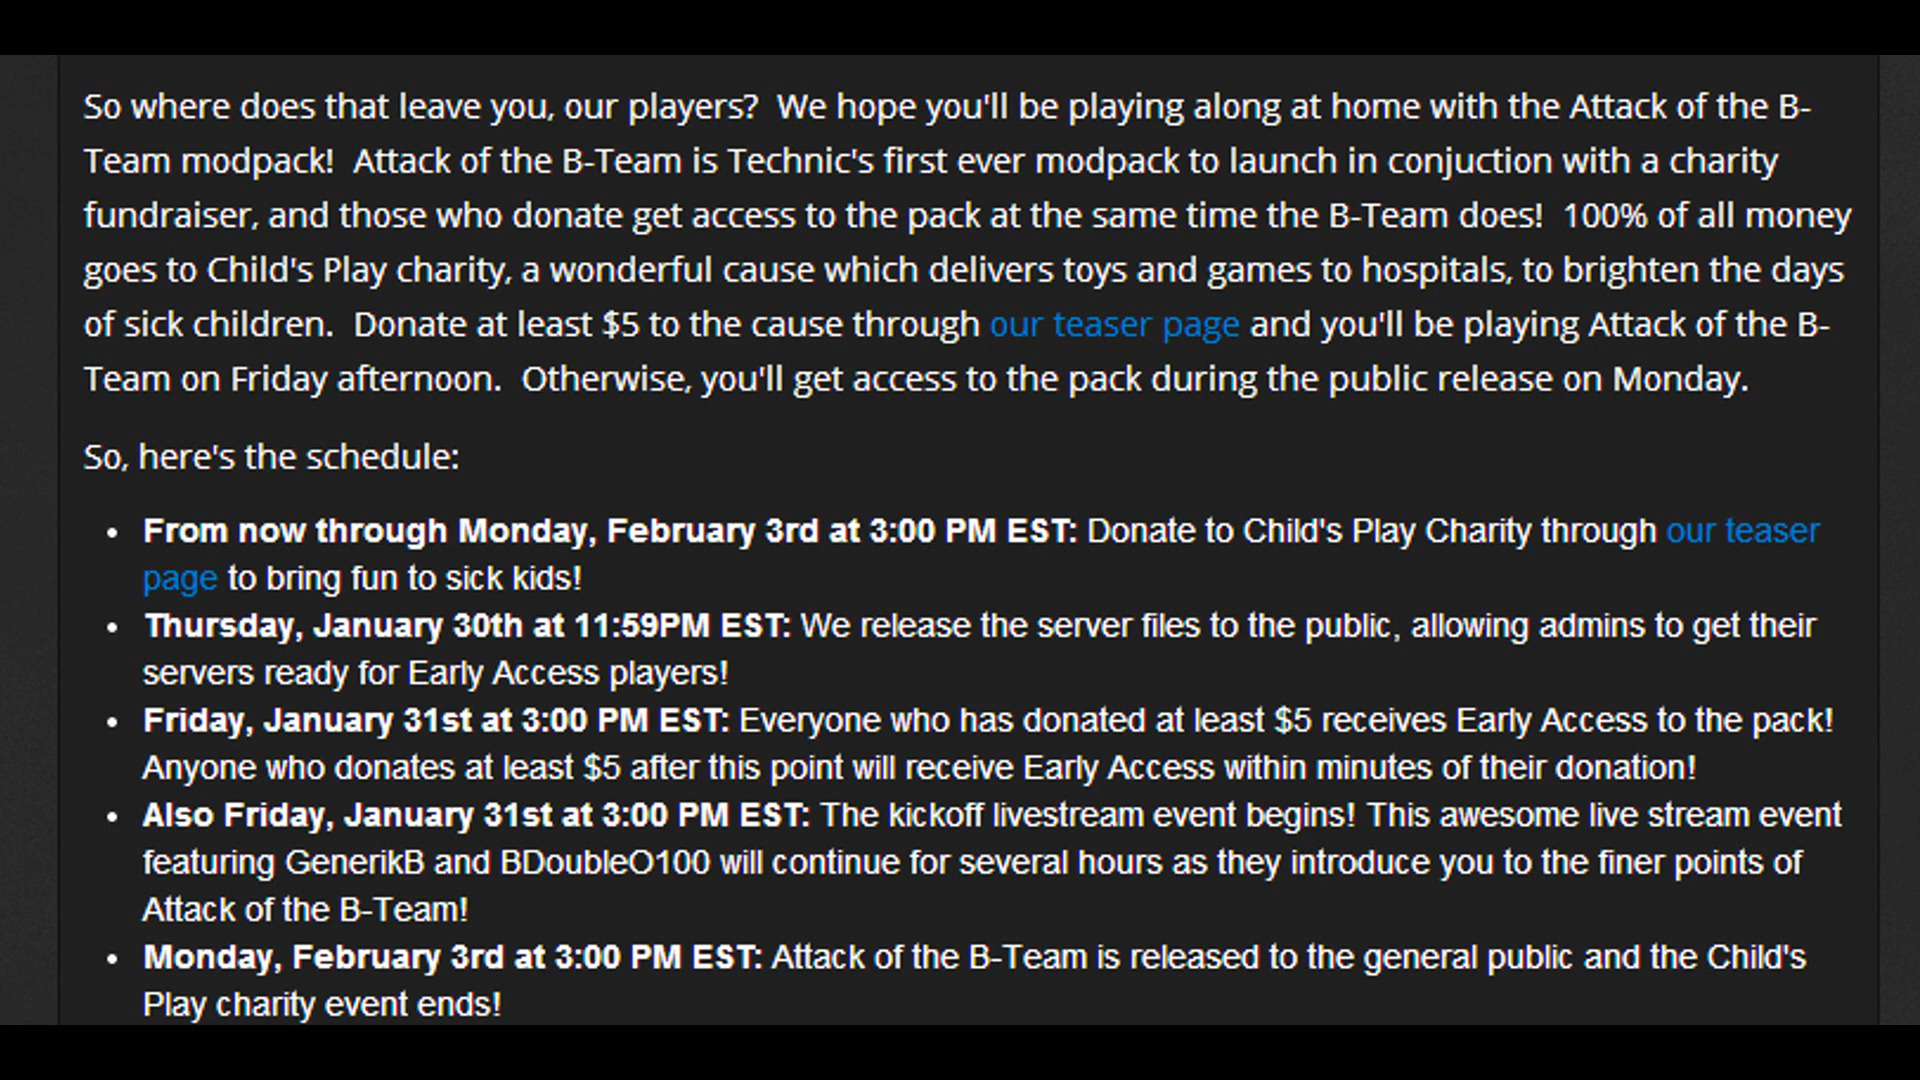 So where does that leave you, our players?  We hope you'll be playing along at home with the Attack of the B-
Team modpack!  Attack of the B-Team is Technic's first ever modpack to launch in conjuction with a charity
fundraiser, and those who donate get access to the pack at the same time the B-Team does!  100% of all money
goes to Child's Play charity, a wonderful cause which delivers toys and games to hospitals, to brighten the days
of sick children.  Donate at least $5 to the cause through our teaser page and you'll be playing Attack of the B-
Team on Friday afternoon.  Otherwise, you'll get access to the pack during the public release on Monday.
So, here's the schedule:
• From now through Monday, February 3rd at 3:00 PM EST: Donate to Child's Play Charity through our teaser
page to bring fun to sick kids!
• Thursday, January 30th at 11:59PM EST: We release the server files to the public, allowing admins to get their
servers ready for Early Access players!
• Friday, January 31st at 3:00 PM EST: Everyone who has donated at least $5 receives Early Access to the pack!
Anyone who donates at least $5 after this point will receive Early Access within minutes of their donation!
• Also Friday, January 31st at 3:00 PM EST: The kickoff livestream event begins! This awesome live stream event
featuring GenerikB and BDoubleO100 will continue for several hours as they introduce you to the finer points of
Attack of the B-Team!
• Monday, February 3rd at 3:00 PM EST: Attack of the B-Team is released to the general public and the Child's
Play charity event ends!